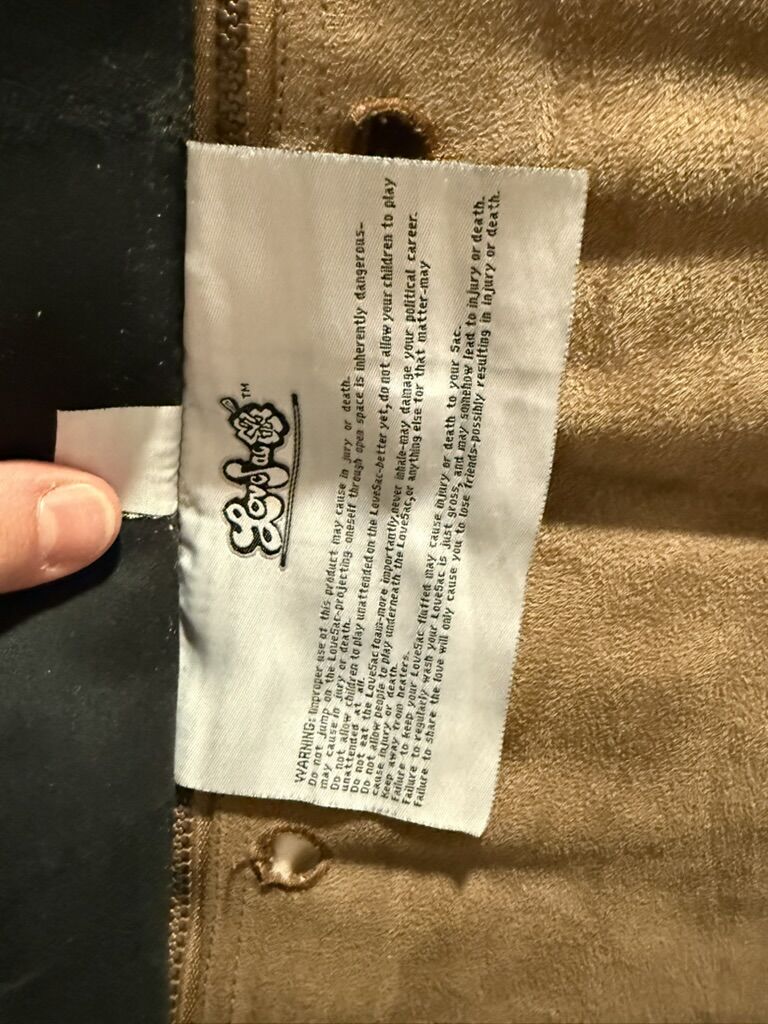 LoveSac™
WARNING: Improper use of this product may cause in jury or death.
Do not jump on the LoveSac-projecting oneself through open space is inherently dangerous-
may cause in jury or death.
Do not allow children to play unattended on the LoveSac-better yet, do not allow your children to play
unattended at all.
Do not eat the LoveSac foam-more importantly, never inhale-may damage your political career.
Do not allow people to play underneath the LoveSac, or anything else for that matter-may
cause injury or death.
Keep away from heaters.
Failure to keep your LoveSac fluffed may cause injury or death to your Sac.
Failure to regularly wash your LoveSac is just gross, and may somehow lead to injury or death.
Failure to share the love will only cause you to lose friends-possibly resulting in injury or death.